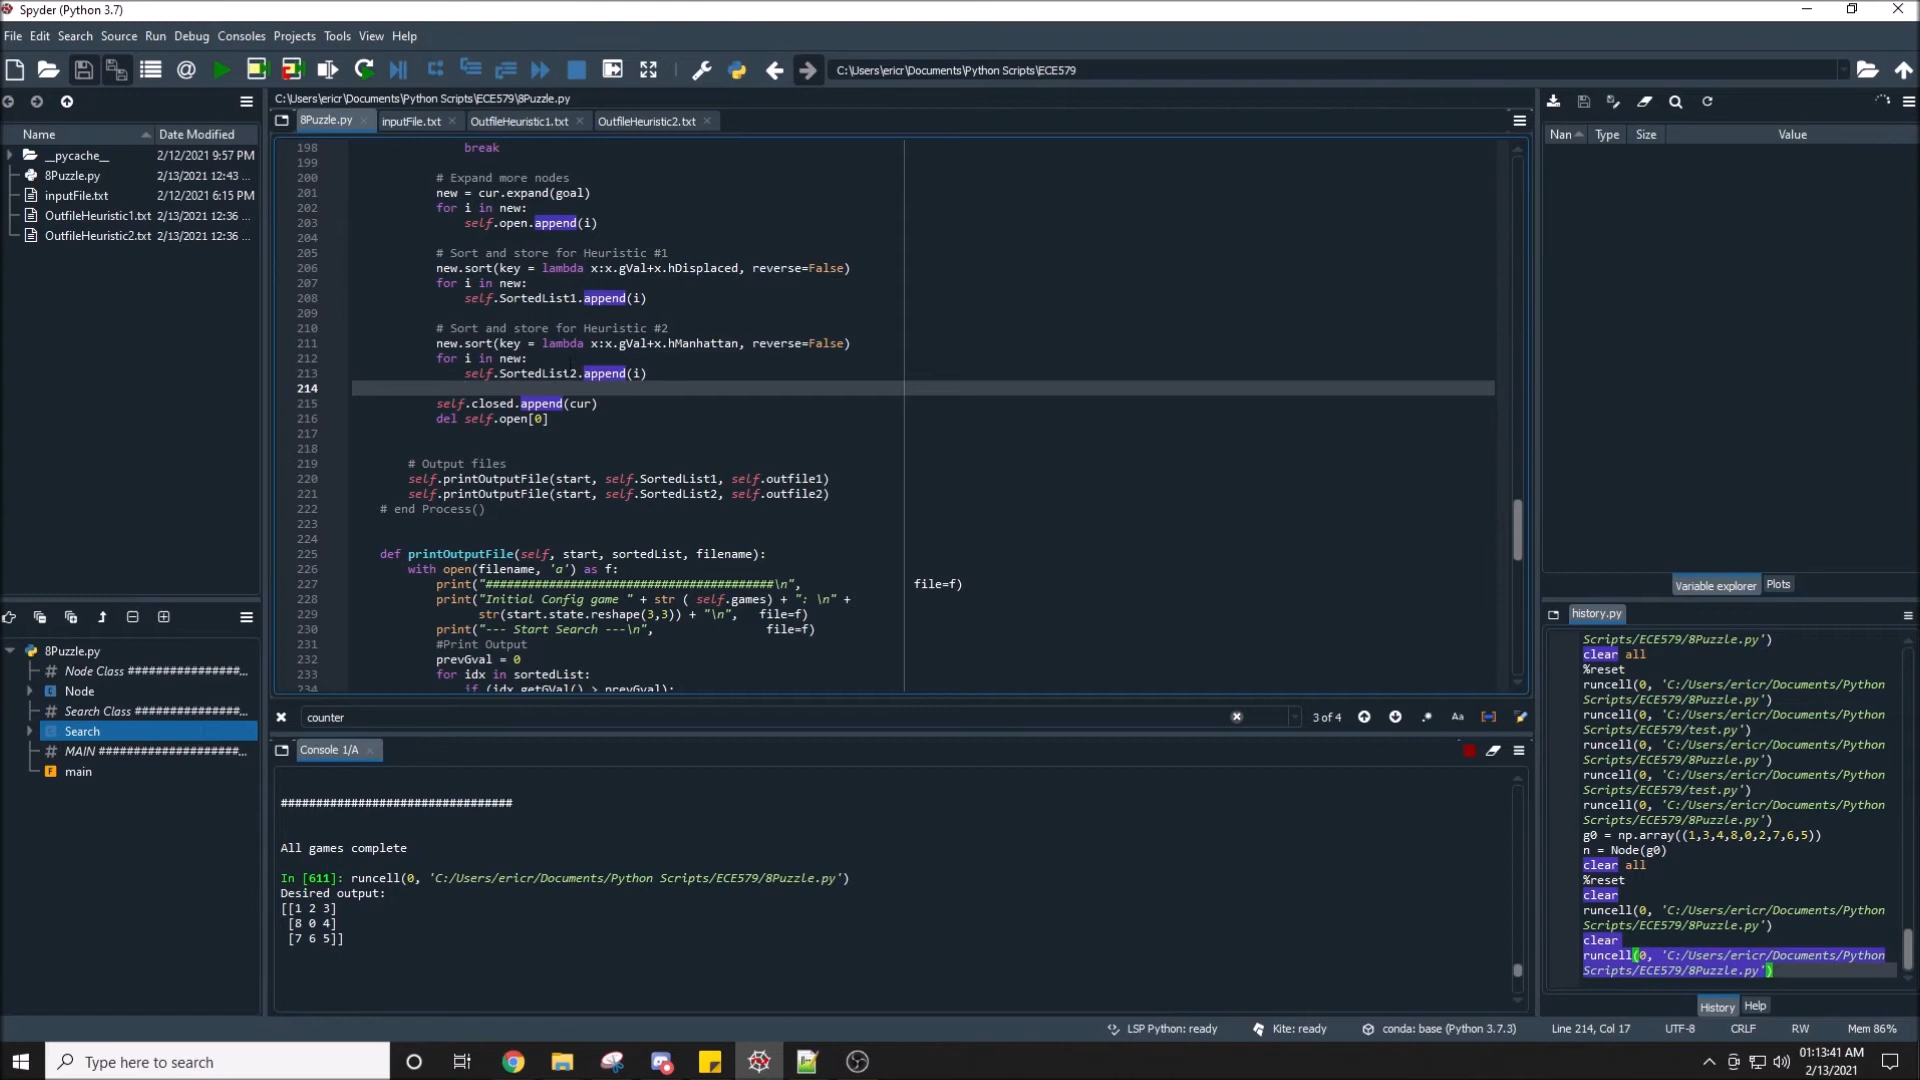 Spyder (Python 3.7)
File Edit Search Source Run Debug Consoles Projects Tools View Help
C:\Users\ericr\Documents\Python Scripts\ECE579
C:\Users\ericr\Documents\Python Scripts\ECE579\8Puzzle.py
8Puzzle.py inputFile.txt OutfileHeuristic1.txt OutfileHeuristic2.txt
Name Date Modified
__pycache__ 2/12/2021 9:57 PM
8Puzzle.py 2/13/2021 12:43 ...
inputFile.txt 2/12/2021 6:15 PM
OutfileHeuristic1.txt 2/13/2021 12:36 ...
OutfileHeuristic2.txt 2/13/2021 12:36 ...
8Puzzle.py
# Node Class ################...
Node
# Search Class ################...
Search
# MAIN #####################...
main
198 break
199
200 # Expand more nodes
201 new = cur.expand(goal)
202 for i in new:
203 self.open.append(i)
204
205 # Sort and store for Heuristic #1
206 new.sort(key = lambda x:x.gVal+x.hDisplaced, reverse=False)
207 for i in new:
208 self.SortedList1.append(i)
209
210 # Sort and store for Heuristic #2
211 new.sort(key = lambda x:x.gVal+x.hManhattan, reverse=False)
212 for i in new:
213 self.SortedList2.append(i)
214
215 self.closed.append(cur)
216 del self.open[0]
217
218
219 # Output files
220 self.printOutputFile(start, self.SortedList1, self.outfile1)
221 self.printOutputFile(start, self.SortedList2, self.outfile2)
222 # end Process()
223
224
225 def printOutputFile(self, start, sortedList, filename):
226 with open(filename, 'a') as f:
227 print("#########################################\n", file=f)
228 print("Initial Config game " + str ( self.games) + ": \n" +
229 str(start.state.reshape(3,3)) + "\n", file=f)
230 print("--- Start Search ---\n", file=f)
231 #Print Output
232 prevGval = 0
233 for idx in sortedList:
234 if (idx.getGVal() > prevGval):
counter 3 of 4 Aa
Console 1/A
#################################
All games complete
In [611]: runcell(0, 'C:/Users/ericr/Documents/Python Scripts/ECE579/8Puzzle.py')
Desired output:
[[1 2 3]
[8 0 4]
[7 6 5]]
Nan Type Size Value
Variable explorer Plots
history.py
Scripts/ECE579/8Puzzle.py')
clear all
%reset
runcell(0, 'C:/Users/ericr/Documents/Python
Scripts/ECE579/8Puzzle.py')
runcell(0, 'C:/Users/ericr/Documents/Python
Scripts/ECE579/test.py')
runcell(0, 'C:/Users/ericr/Documents/Python
Scripts/ECE579/8Puzzle.py')
runcell(0, 'C:/Users/ericr/Documents/Python
Scripts/ECE579/test.py')
runcell(0, 'C:/Users/ericr/Documents/Python
Scripts/ECE579/8Puzzle.py')
g0 = np.array((1,3,4,8,0,2,7,6,5))
n = Node(g0)
clear all
%reset
clear
runcell(0, 'C:/Users/ericr/Documents/Python
Scripts/ECE579/8Puzzle.py')
clear
runcell(0, 'C:/Users/ericr/Documents/Python
Scripts/ECE579/8Puzzle.py')
History Help
LSP Python: ready Kite: ready conda: base (Python 3.7.3) Line 214, Col 17 UTF-8 CRLF RW Mem 86%
Type here to search
01:13:41 AM
2/13/2021